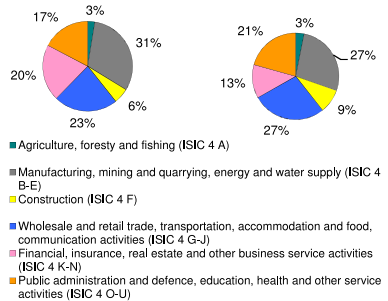 17%
3%
31%
20%
6%
23%
21%
3%
27%
13%
9%
27%
Agriculture, foresty and fishing (ISIC 4 A)
Manufacturing, mining and quarrying, energy and water supply (ISIC 4
B-E)
Construction (ISIC 4 F)
Wholesale and retail trade, transportation, accommodation and food,
communication activities (ISIC 4 G-J)
Financial, insurance, real estate and other business service activities
(ISIC 4 K-N)
Public administration and defence, education, health and other service
activities (ISIC 4 O-U)